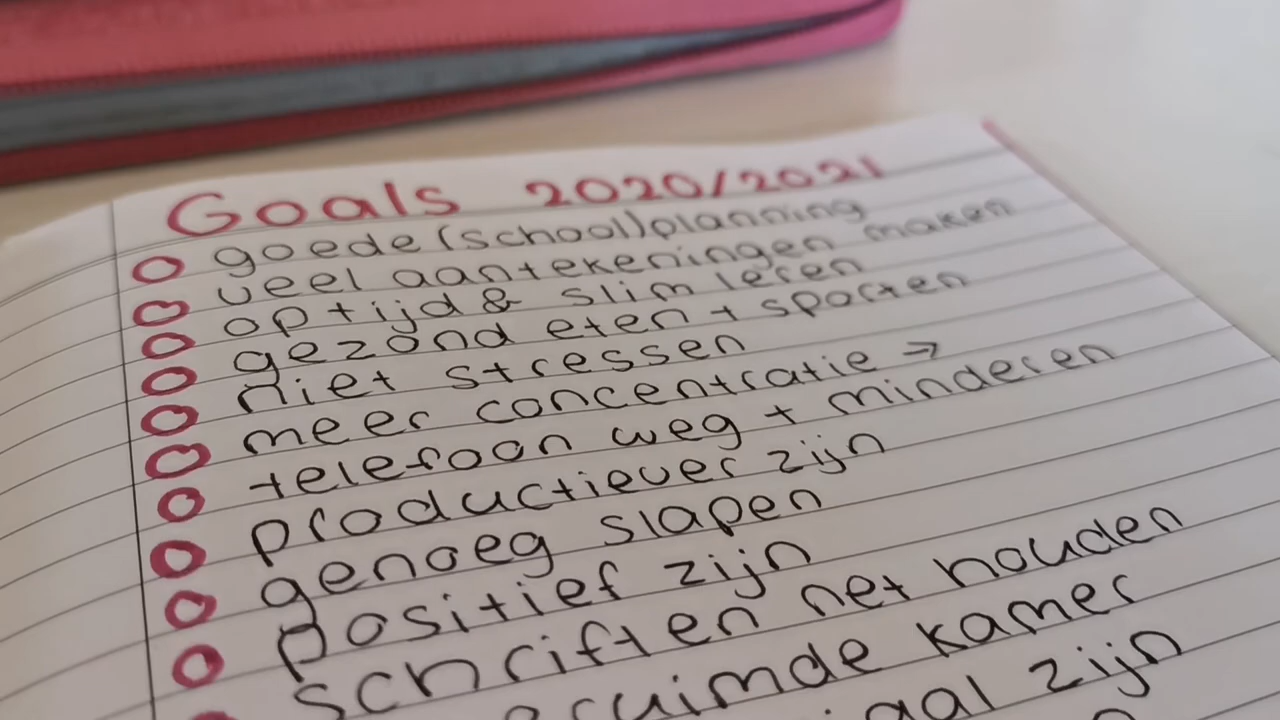 Goals 2020/2021
goede (school)planning
veel aantekeningen maken
op tijd & slim leren
gezond eten + sporten
niet stressen
meer concentratie →
telefoon weg + minderen
productiever zijn
genoeg slapen
positief zijn
schriften net houden
kamer
zijn